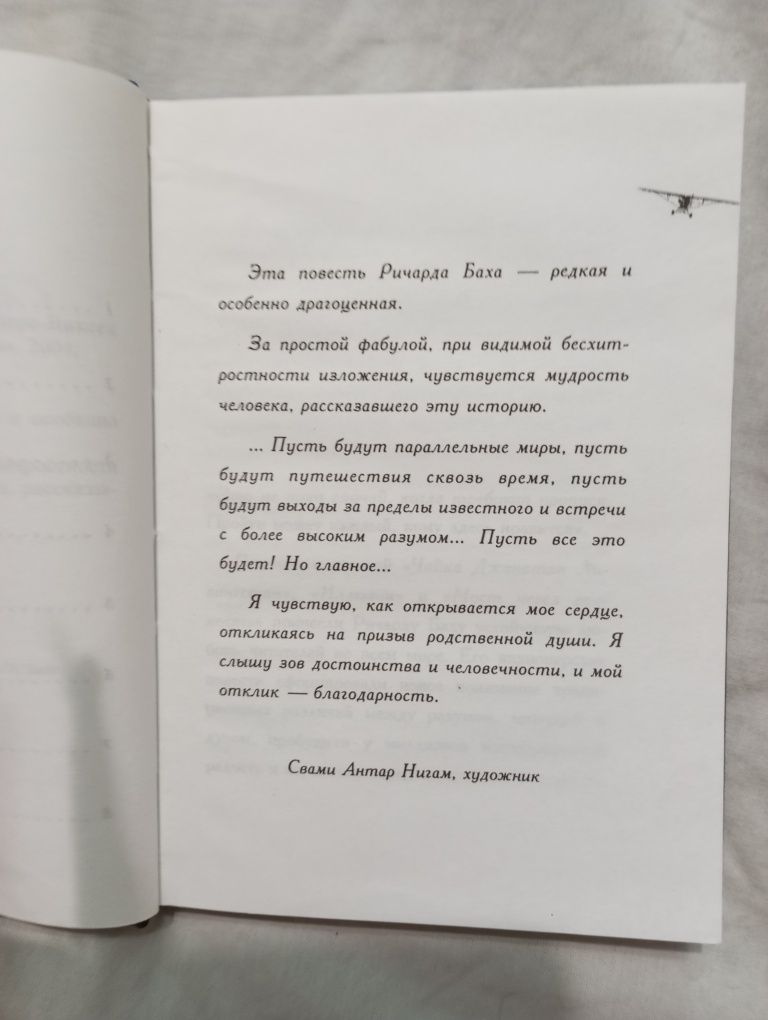 Эта повесть Ричарда Баха — редкая и
особенно драгоценная.
За простой фабулой, при видимой бесхит-
ростности изложения, чувствуется мудрость
человека, рассказавшего эту историю.
... Пусть будут параллельные миры, пусть
будут путешествия сквозь время, пусть
будут выходы за пределы известного и встречи
с более высоким разумом... Пусть все это
будет! Но главное...
Я чувствую, как открывается мое сердце,
откликаясь на призыв родственной души. Я
слышу зов достоинства и человечности, и мой
отклик — благодарность.
Свами Антар Нигам, художник